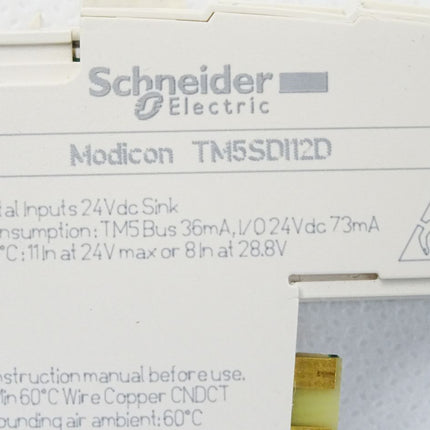 Schneider
Electric
Modicon TM5SDI12D
tal Inputs 24Vdc Sink
nsumption: TM5 Bus 36mA, I/O 24Vdc 73mA
°C: 11 In at 24V max or 8 In at 28.8V
nstruction manual before use.
Min 60°C Wire Copper CNDCT
ounding air ambient: 60°C